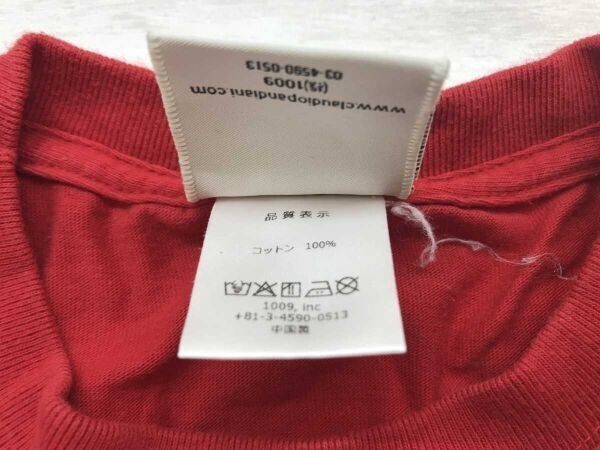 www.claudiopandiani.com
(株)1009
03-4590-0513
品質表示
コットン 100%
1009, inc
+81-3-4590-0513
中国製